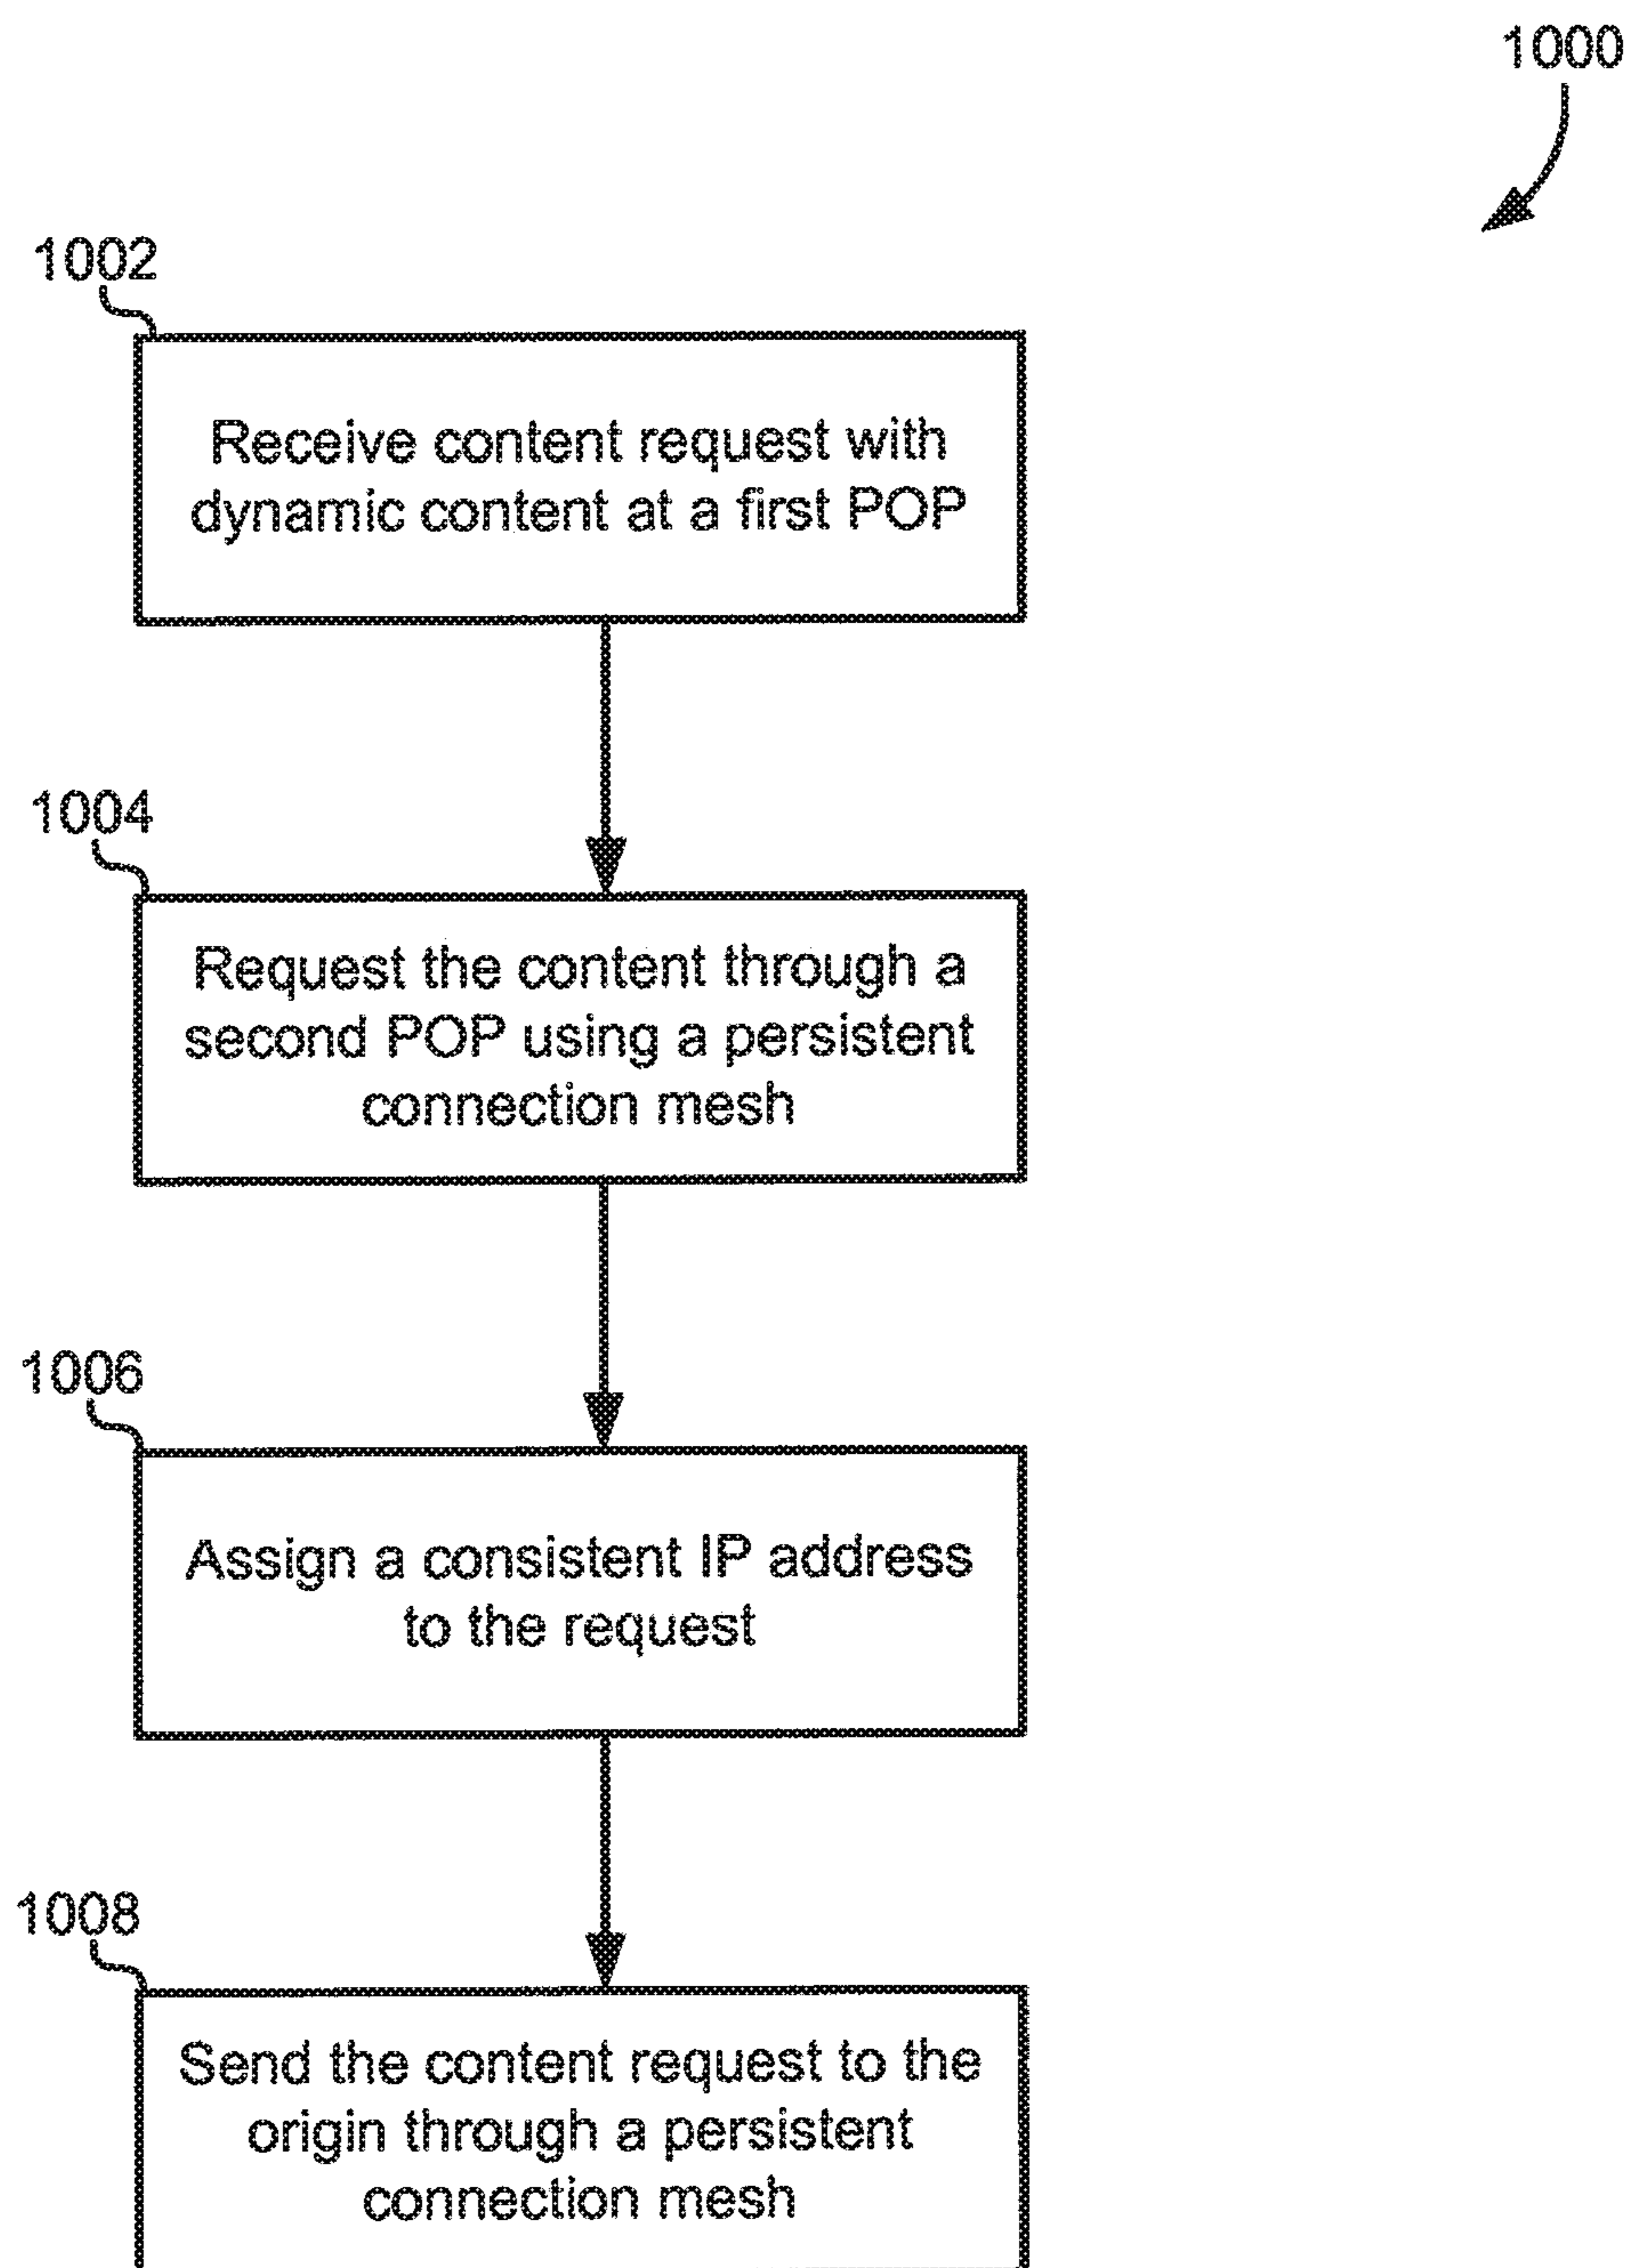 1000
1002
Receive content request with
dynamic content at a first POP
1004
Request the content through a
second POP using a persistent
connection mesh
1006
Assign a consistent IP address
to the request
1008
Send the content request to the
origin through a persistent
connection mesh